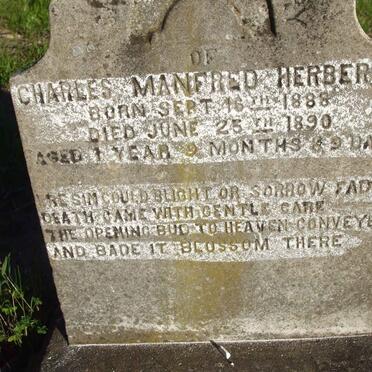 OF
CHARLES MANFRED HERBER
BORN SEPT 16TH 1888
DIED JUNE 25TH 1890
AGED 1 YEAR 9 MONTHS & 9 DA
RE SIN COULD BLIGHT OR SORROW FAD
DEATH CAME WITH GENTLE CARE
THE OPENING BUD TO HEAVEN CONVEYE
AND BADE IT BLOSSOM THERE